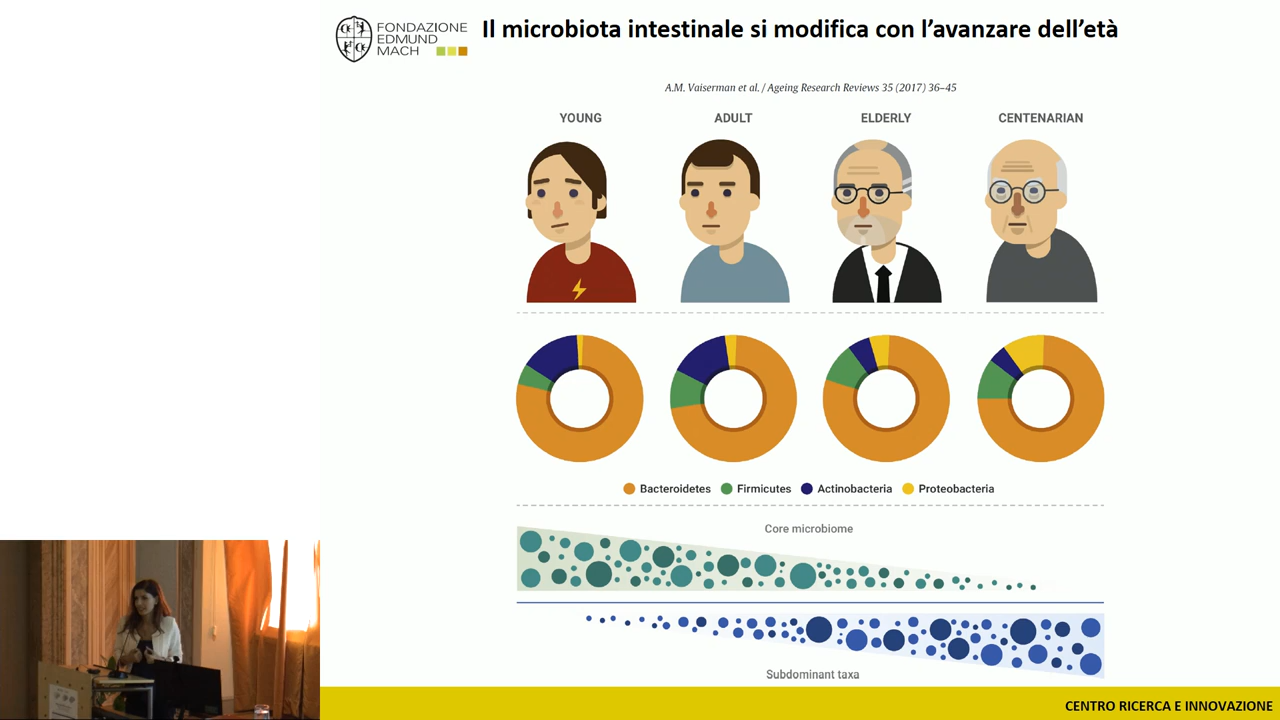 FONDAZIONE
EDMUND
MACH
Il microbiota intestinale si modifica con l’avanzare dell’età
A.M. Vaiserman et al. / Ageing Research Reviews 35 (2017) 36–45
YOUNG
ADULT
ELDERLY
CENTENARIAN
Bacteroidetes
Firmicutes
Actinobacteria
Proteobacteria
Core microbiome
Subdominant taxa
CENTRO RICERCA E INNOVAZIONE